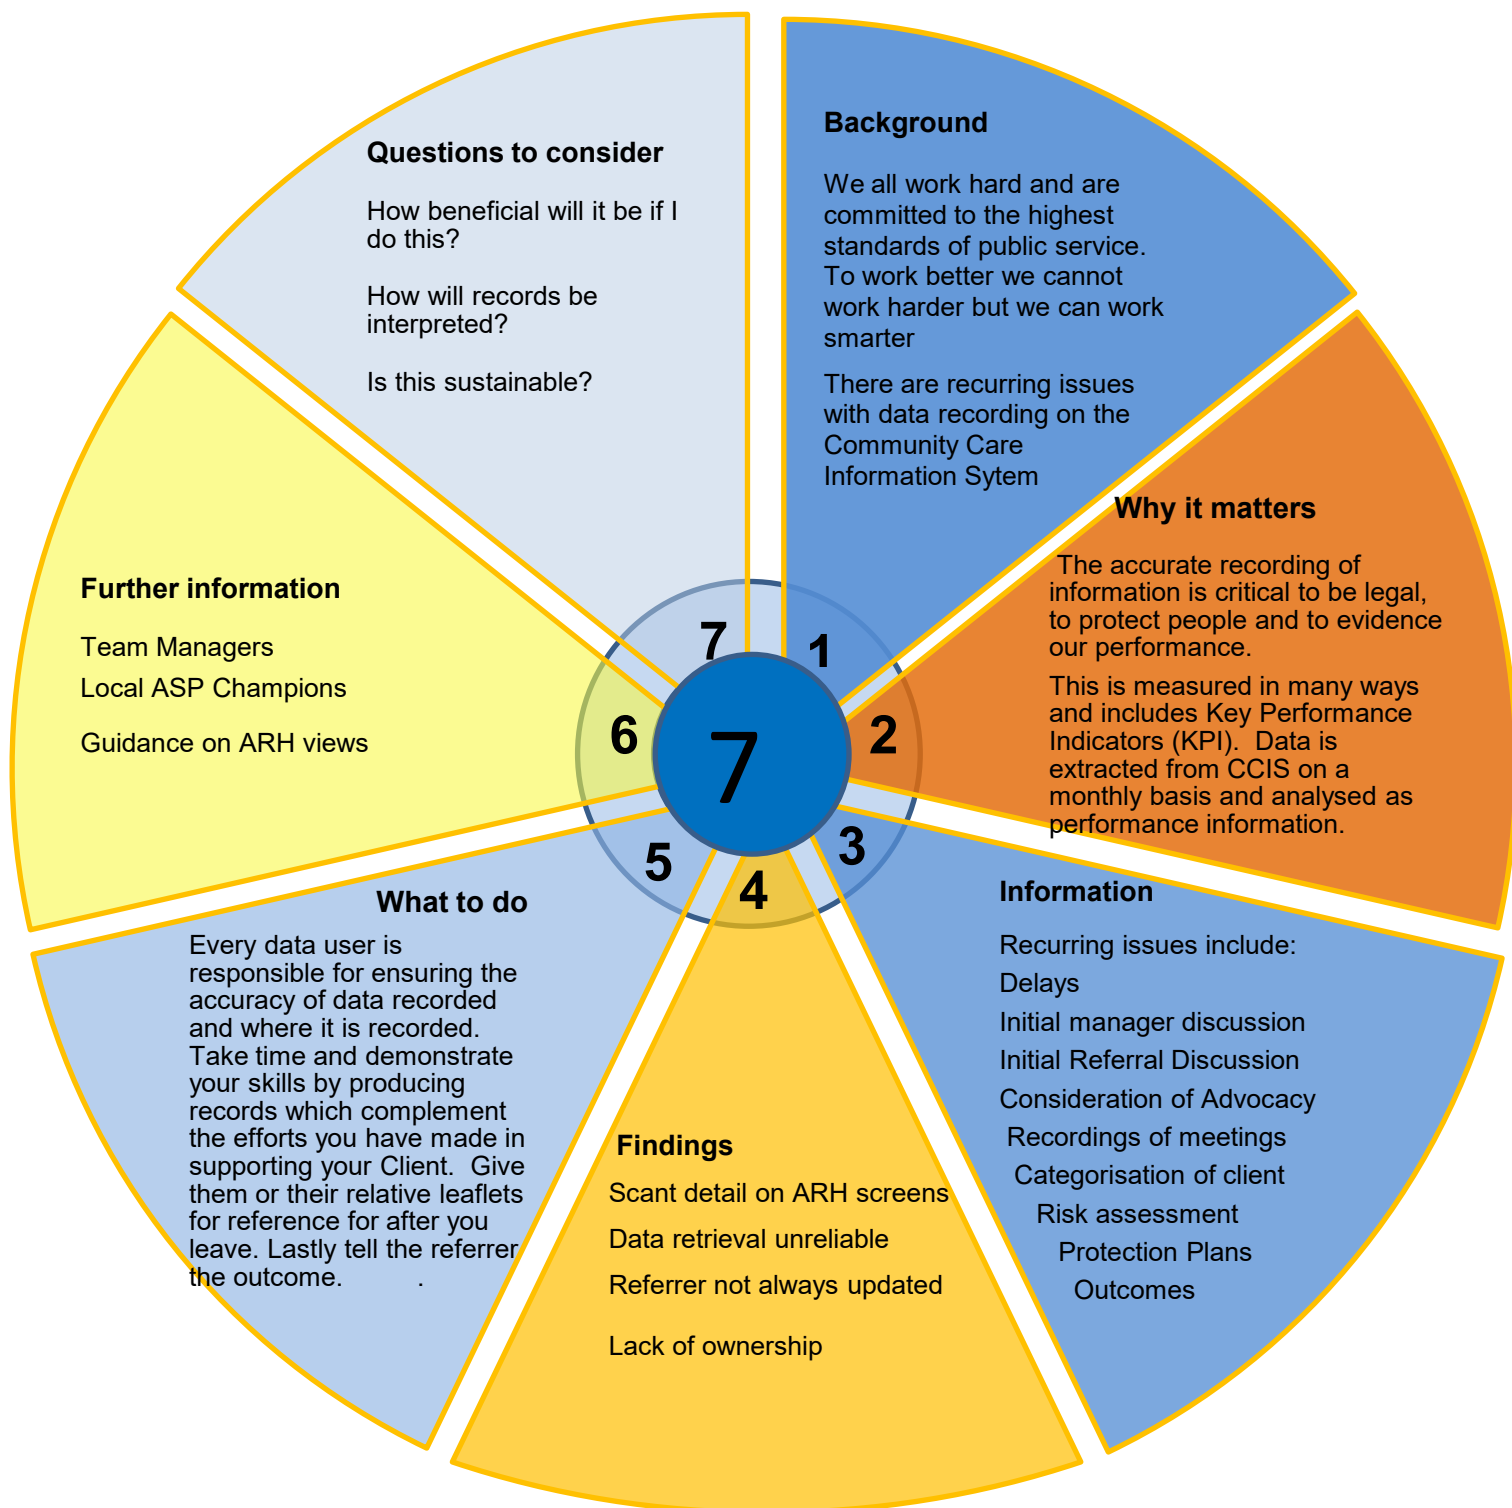 Background
We all work hard and are
committed to the highest
standards of public service.
To work better we cannot
work harder but we can work
smarter
There are recurring issues
with data recording on the
Community Care
Information Sytem
Why it matters
The accurate recording of
information is critical to be legal,
to protect people and to evidence
our performance.
This is measured in many ways
and includes Key Performance
Indicators (KPI).  Data is
extracted from CCIS on a
monthly basis and analysed as
performance information.
Information
Recurring issues include:
Delays
Initial manager discussion
Initial Referral Discussion
Consideration of Advocacy
Recordings of meetings
Categorisation of client
Risk assessment
Protection Plans
Outcomes
Findings
Scant detail on ARH screens
Data retrieval unreliable
Referrer not always updated
Lack of ownership
What to do
Every data user is
responsible for ensuring the
accuracy of data recorded
and where it is recorded.
Take time and demonstrate
your skills by producing
records which complement
the efforts you have made in
supporting your Client.  Give
them or their relative leaflets
for reference for after you
leave. Lastly tell the referrer
the outcome. .
Further information
Team Managers
Local ASP Champions
Guidance on ARH views
Questions to consider
How beneficial will it be if I
do this?
How will records be
interpreted?
Is this sustainable?
1
2
3
4
5
6
7
7